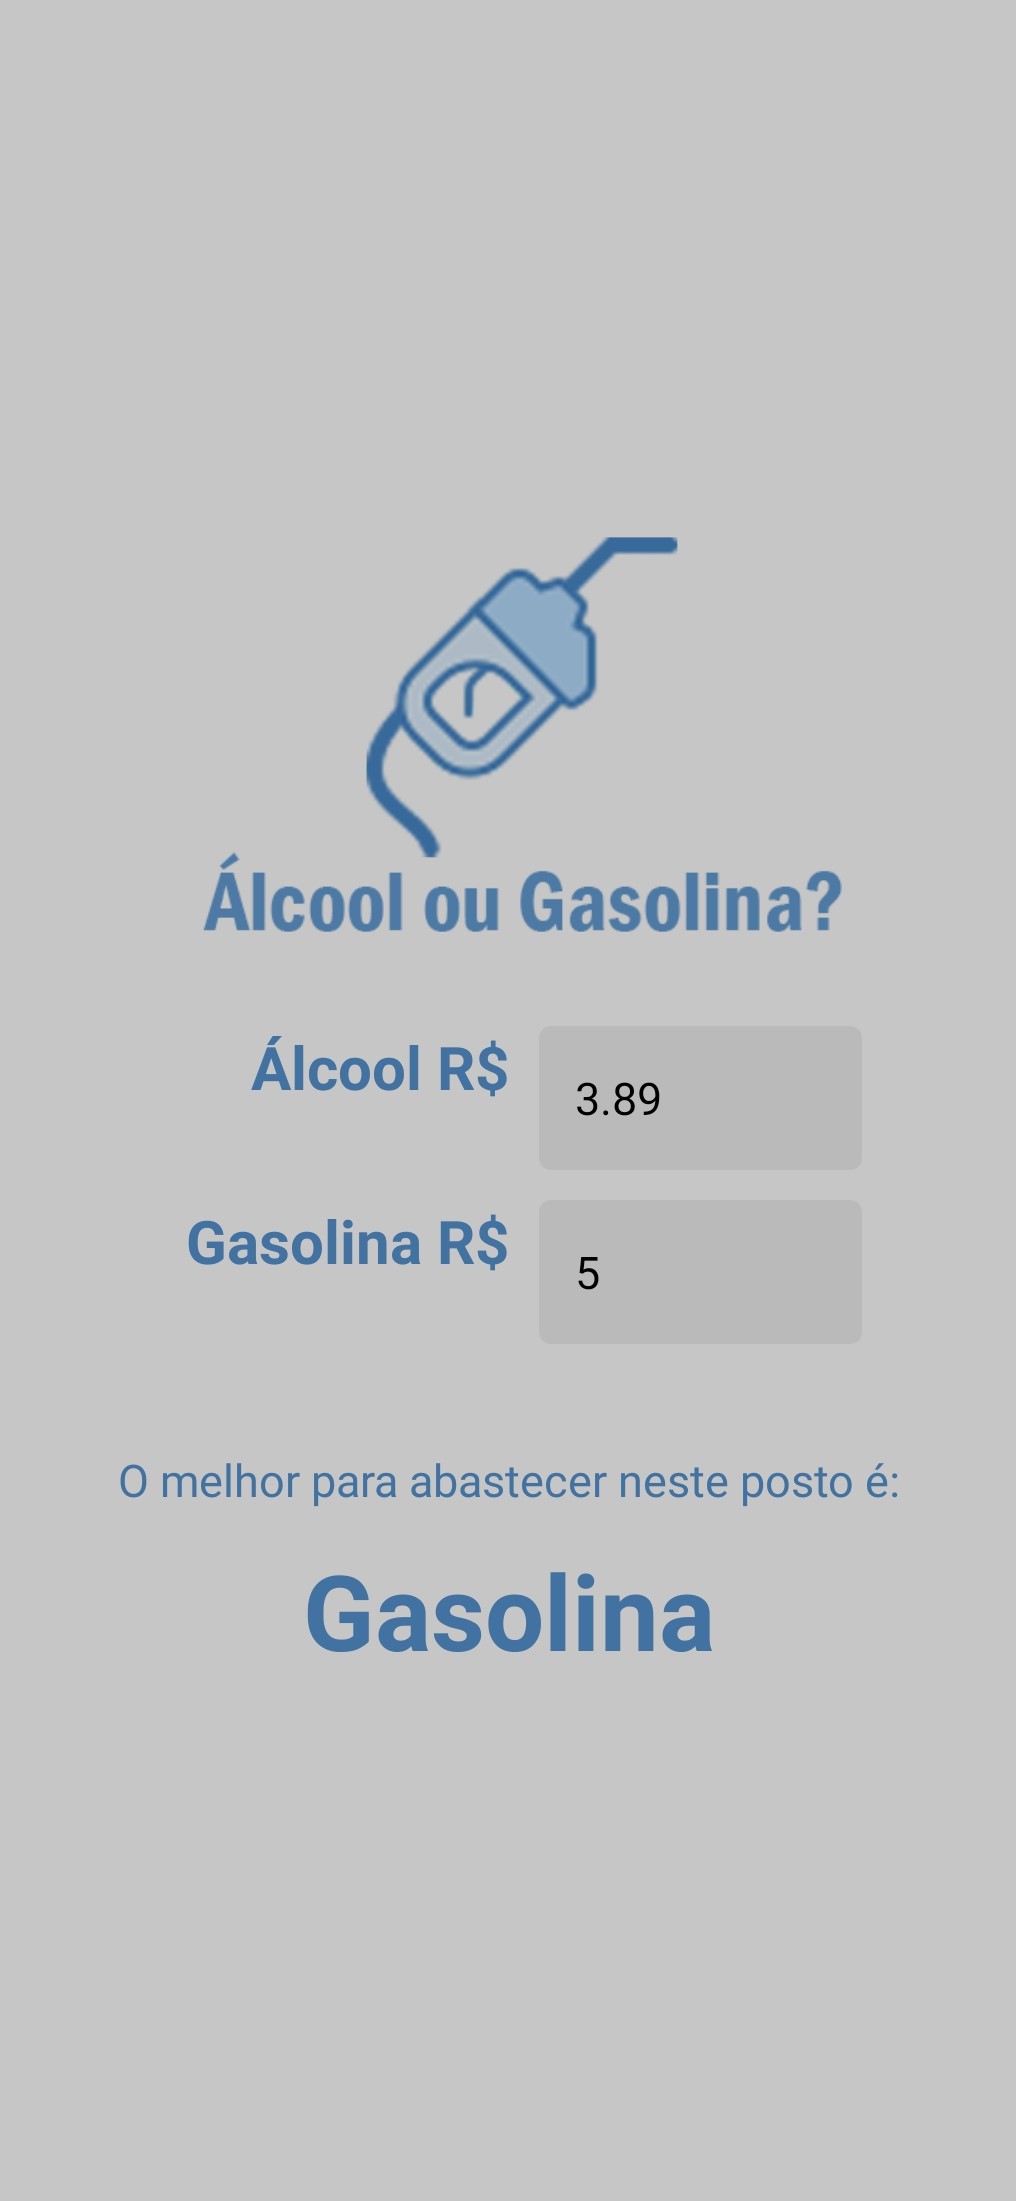 Álcool ou Gasolina?
Álcool R$ 3.89
Gasolina R$ 5
O melhor para abastecer neste posto é:
Gasolina